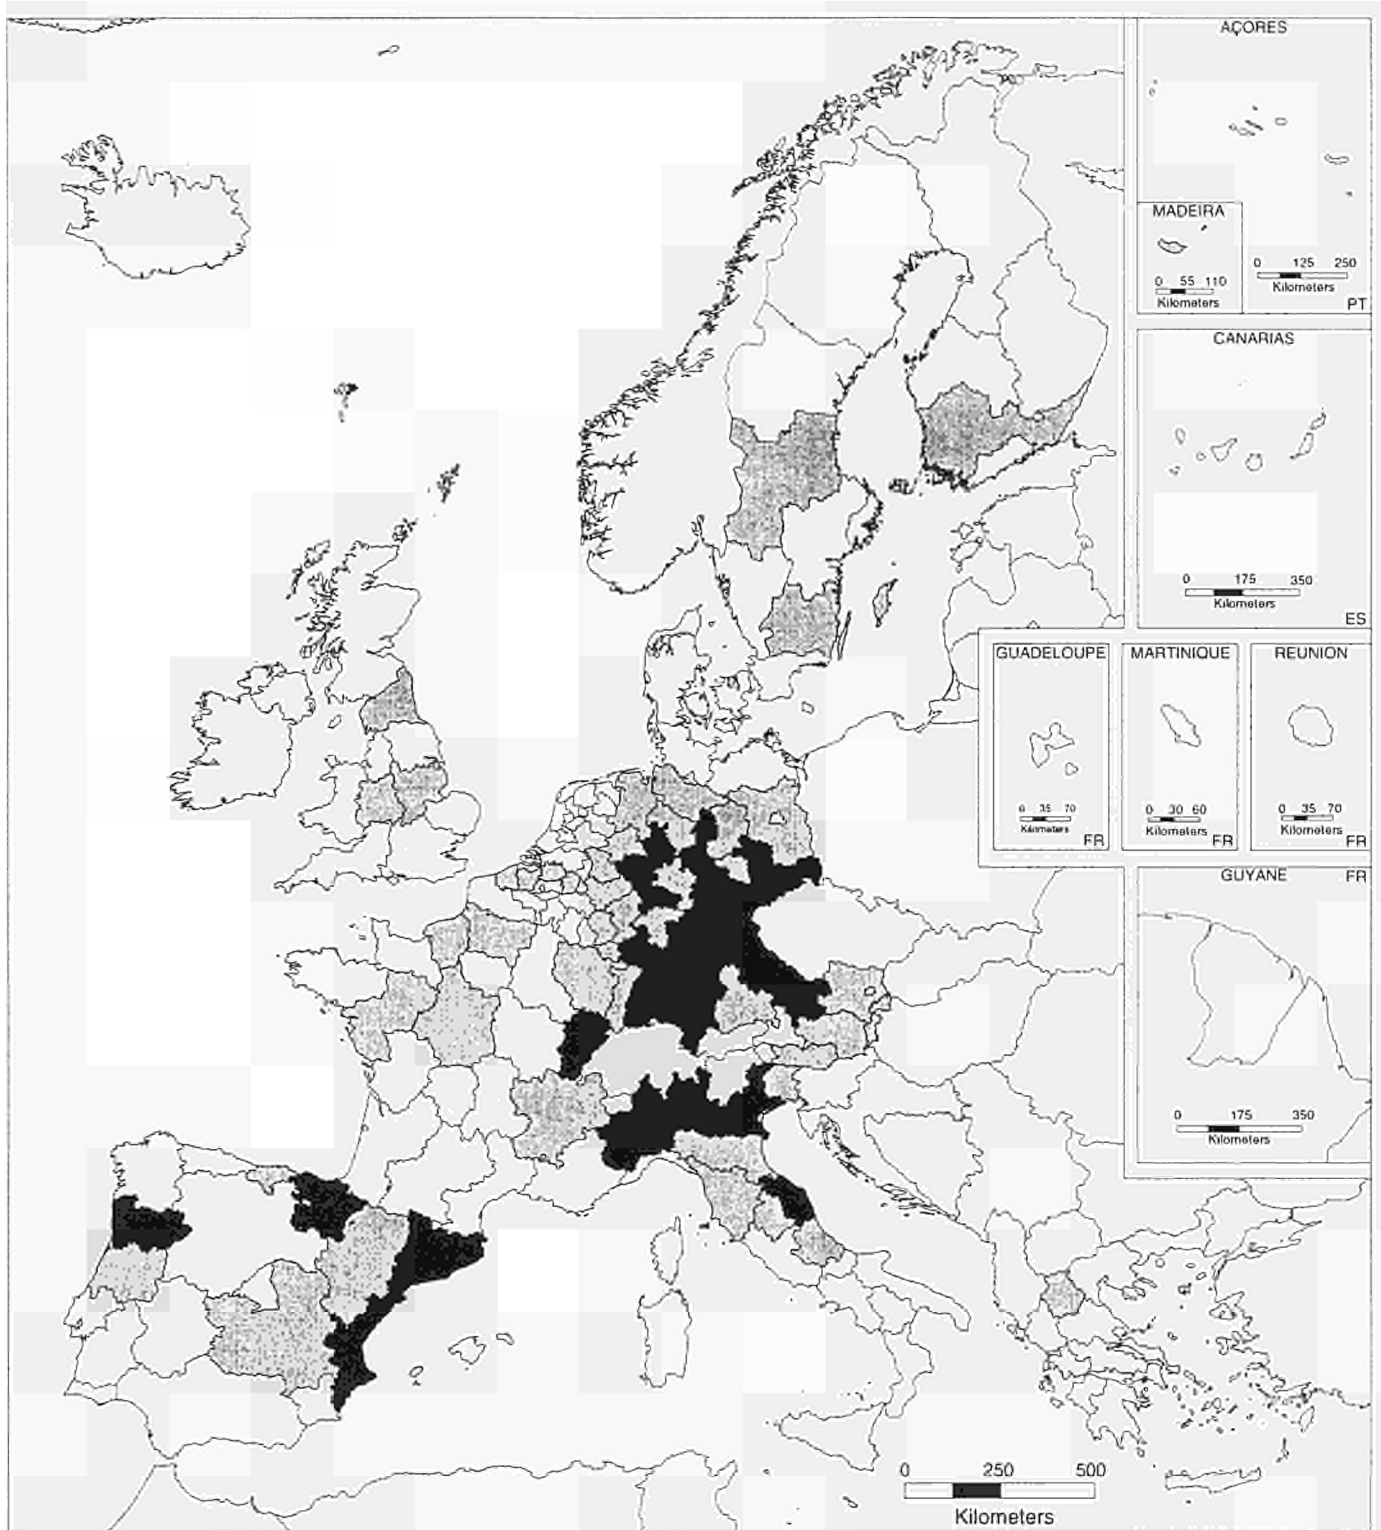 AÇORES
MADEIRA
0 55 110
Kilometers
0 125 250
Kilometers
PT
CANARIAS
0 175 350
Kilometers
ES
GUADELOUPE
0 35 70
Kilometers
FR
MARTINIQUE
0 30 60
Kilometers
FR
REUNION
0 35 70
Kilometers
FR
GUYANE
FR
0 175 350
Kilometers
0 250 500
Kilometers